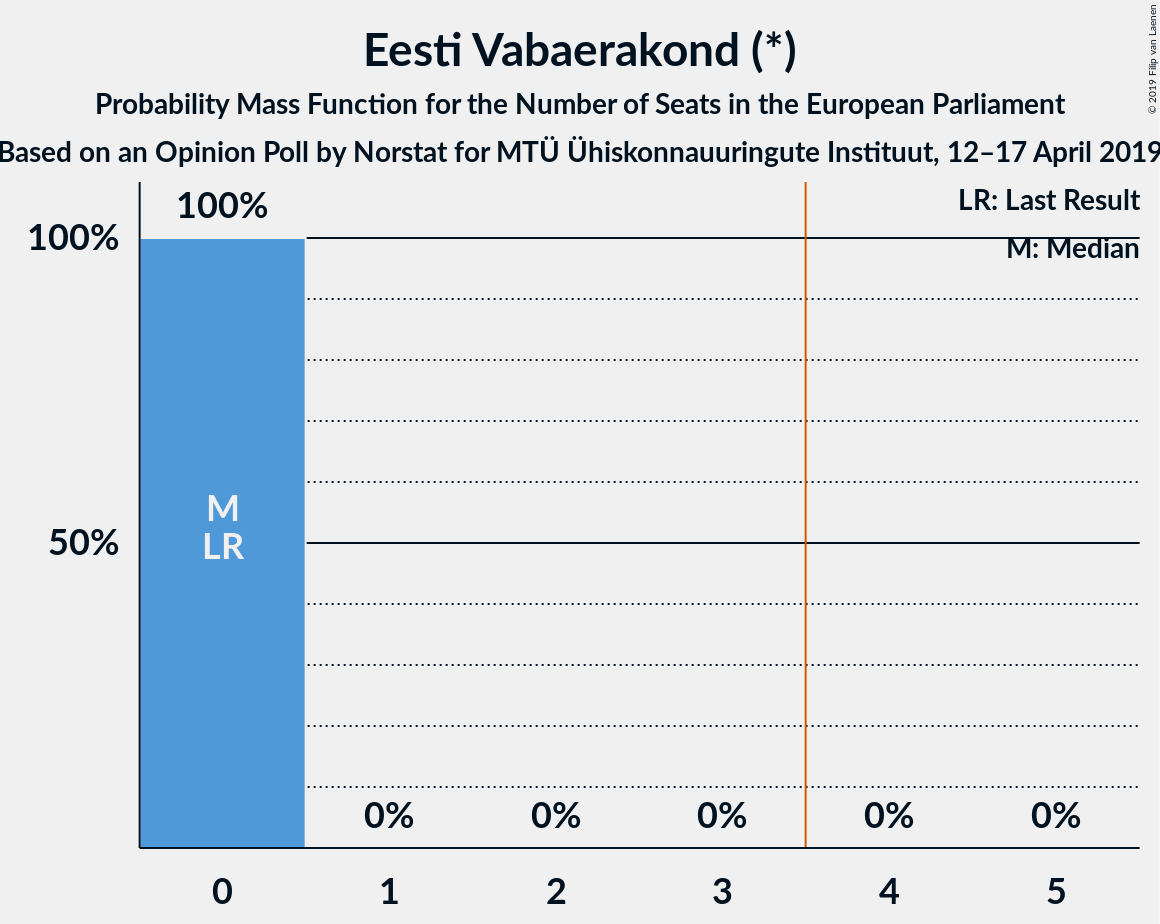 Eesti Vabaerakond (*)
Probability Mass Function for the Number of Seats in the European Parliament
Based on an Opinion Poll by Norstat for MTÜ Ühiskonnauuringute Instituut, 12–17 April 2019
© 2019 Filip van Laenen
LR: Last Result
M: Median
100%
100%
50%
M
LR
0% 0% 0% 0% 0%
0 1 2 3 4 5